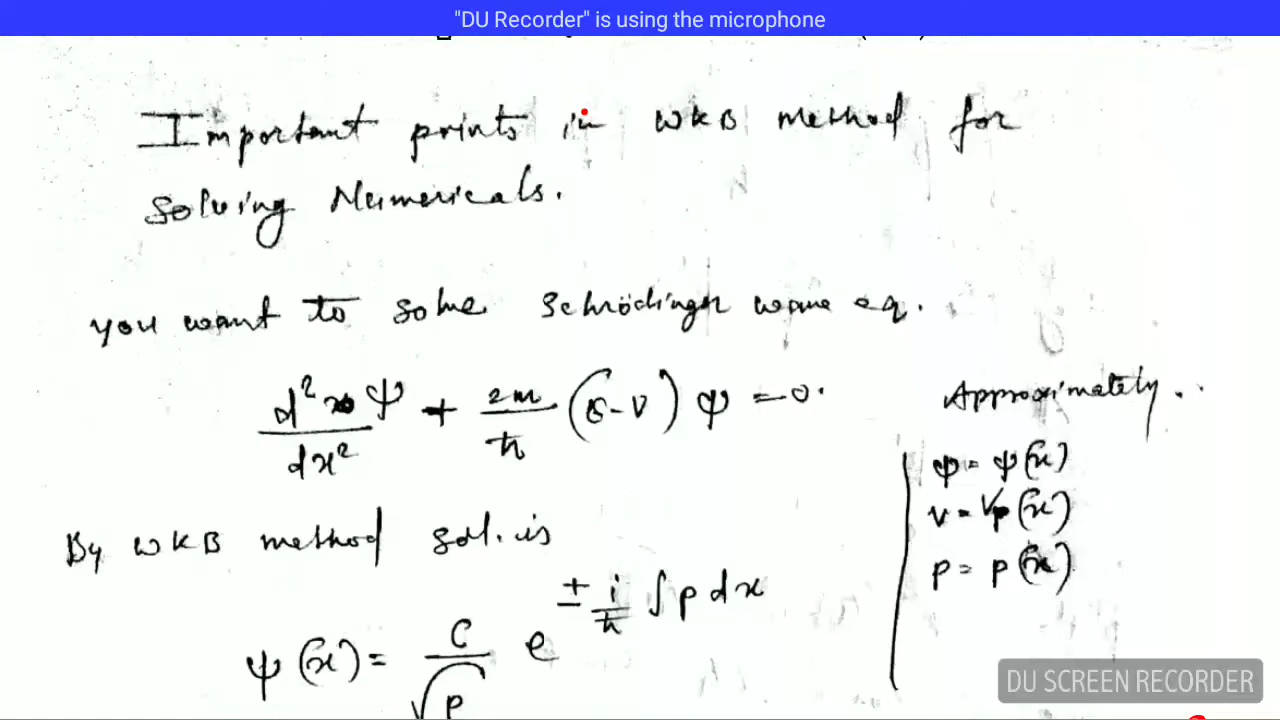 "DU Recorder" is using the microphone
Important points in WKB method for
Solving Numericals.
you want to solve Schrödinger wave eq.
d²ψ/dx² + 2m/ħ (E-V) ψ = 0.
Approximately..
ψ = ψ(x)
V = V(x)
p = p(x)
By WKB method sol. is
ψ(x) = C/√p e^(± i/ħ ∫p dx)
DU SCREEN RECORDER